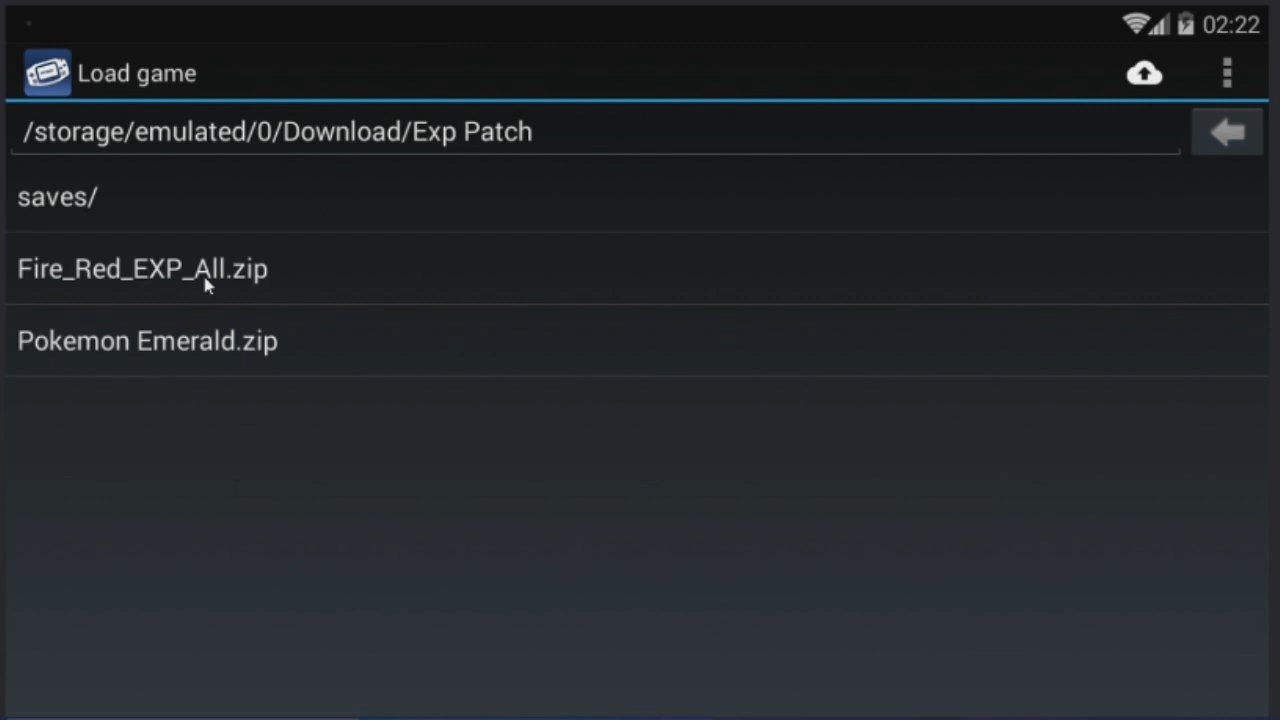 02:22
Load game
/storage/emulated/0/Download/Exp Patch
saves/
Fire_Red_EXP_All.zip
Pokemon Emerald.zip